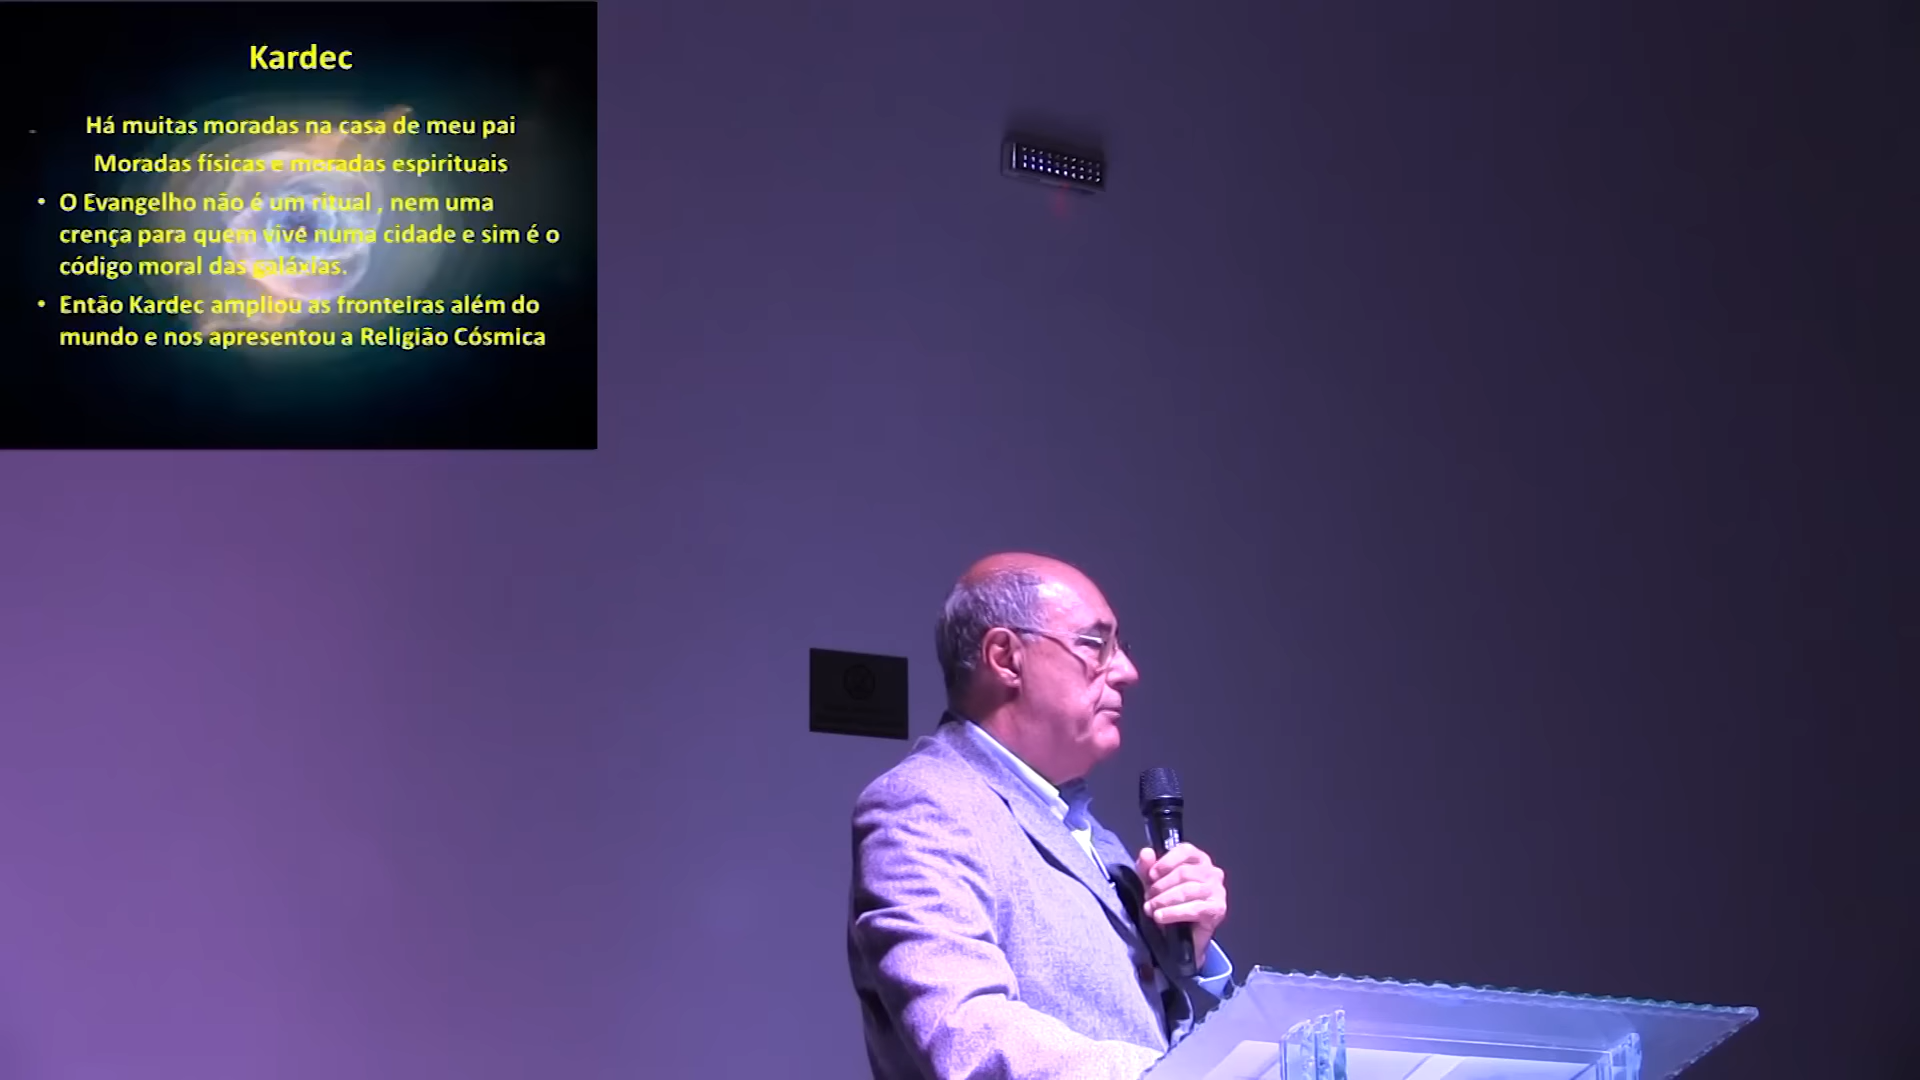 Kardec
Há muitas moradas na casa de meu pai
Moradas físicas e moradas espirituais
• O Evangelho não é um ritual , nem uma
crença para quem vive numa cidade e sim é o
código moral das galáxias.
• Então Kardec ampliou as fronteiras além do
mundo e nos apresentou a Religião Cósmica